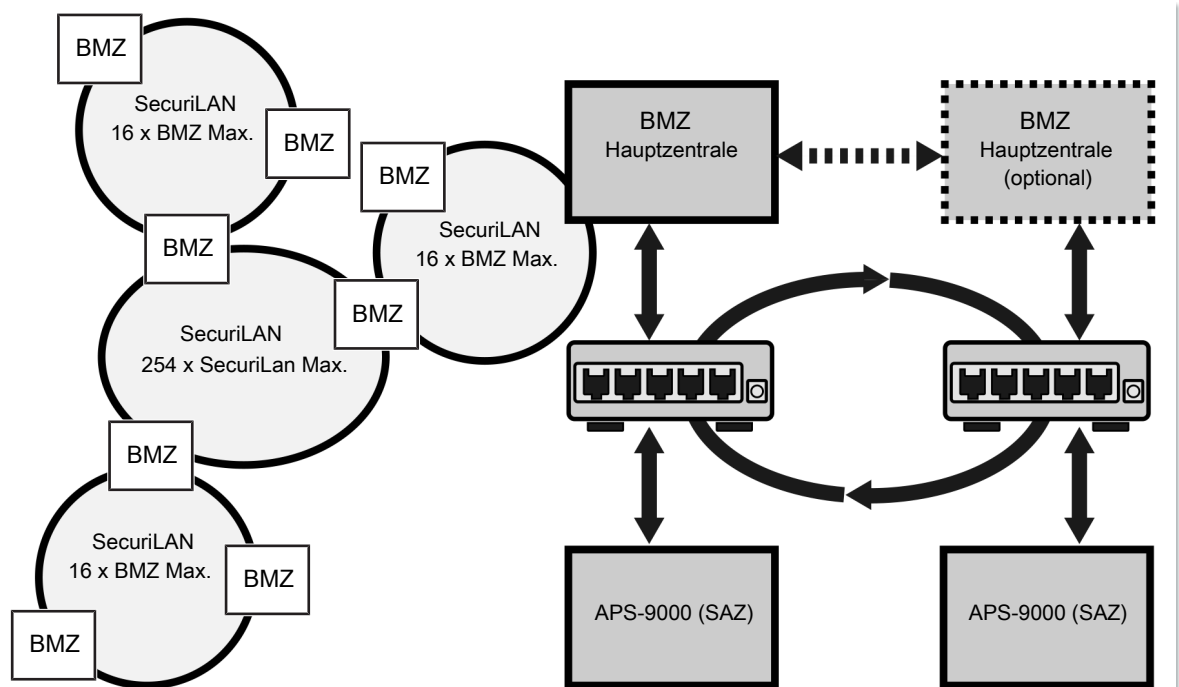 BMZ
SecuriLAN
16 x BMZ Max.
BMZ
BMZ
BMZ
SecuriLAN
16 x BMZ Max.
BMZ
SecuriLAN
254 x SecuriLan Max.
BMZ
SecuriLAN
16 x BMZ Max.
BMZ
BMZ
BMZ
Hauptzentrale
BMZ
Hauptzentrale
(optional)
APS-9000 (SAZ)
APS-9000 (SAZ)